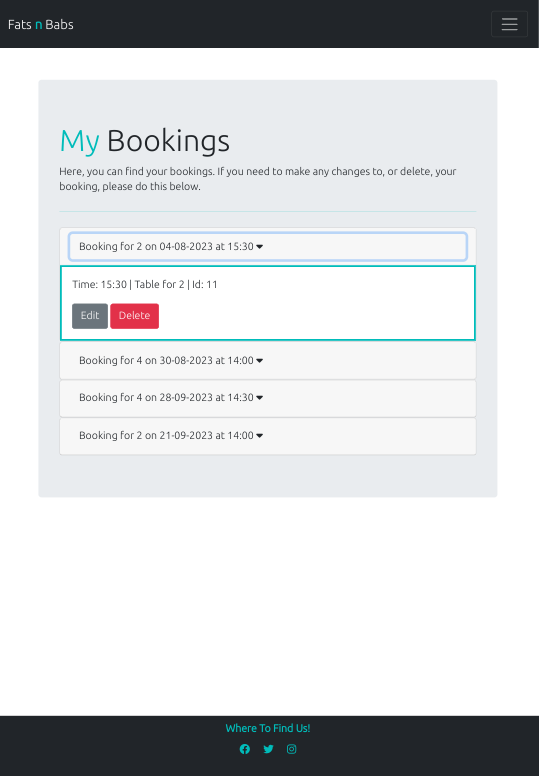 Fats n Babs
My Bookings
Here, you can find your bookings. If you need to make any changes to, or delete, your
booking, please do this below.
Booking for 2 on 04-08-2023 at 15:30
Time: 15:30 | Table for 2 | Id: 11
Edit Delete
Booking for 4 on 30-08-2023 at 14:00
Booking for 4 on 28-09-2023 at 14:30
Booking for 2 on 21-09-2023 at 14:00
Where To Find Us!